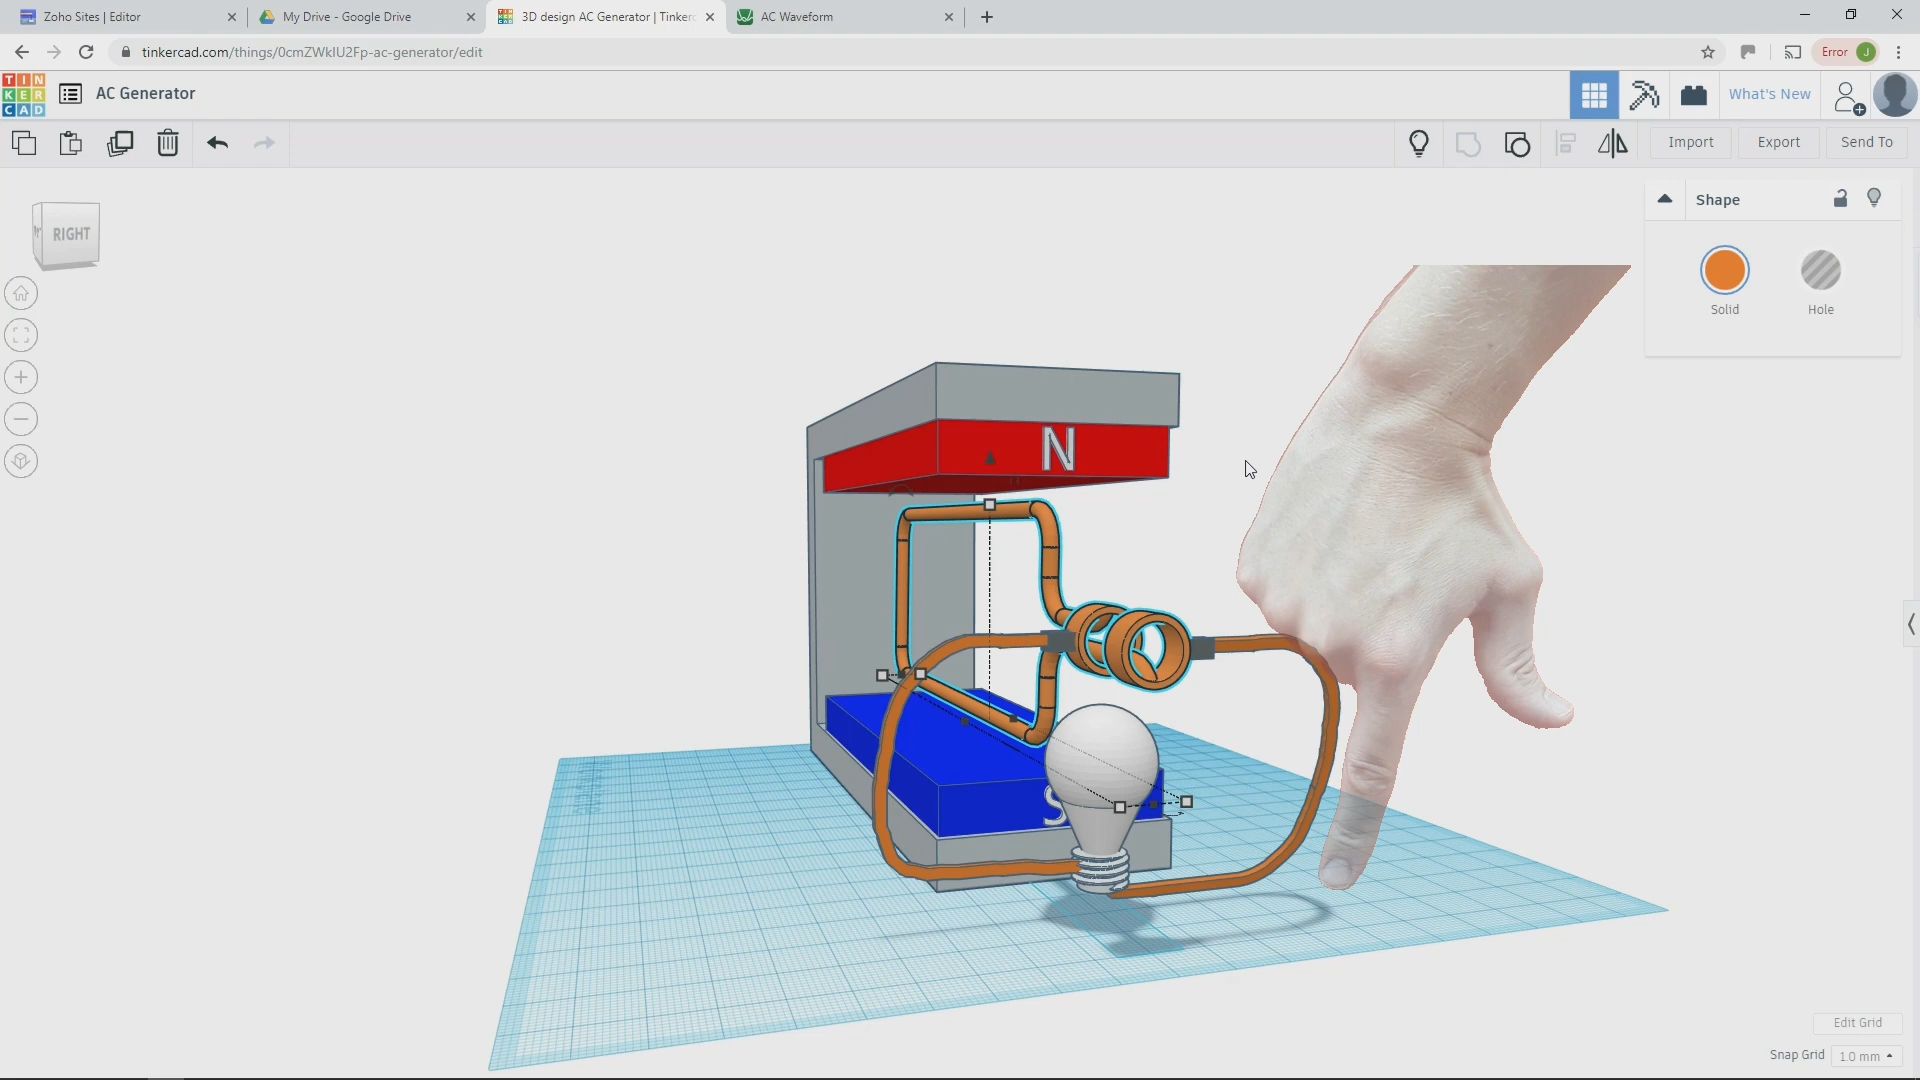 Zoho Sites | Editor
My Drive - Google Drive
3D design AC Generator | Tinkerc
AC Waveform
tinkercad.com/things/0cmZWkIU2Fp-ac-generator/edit
Error
J
TIN
KER
CAD
AC Generator
What's New
Import
Export
Send To
RIGHT
Shape
Solid
Hole
N
S
Edit Grid
Snap Grid 1.0 mm